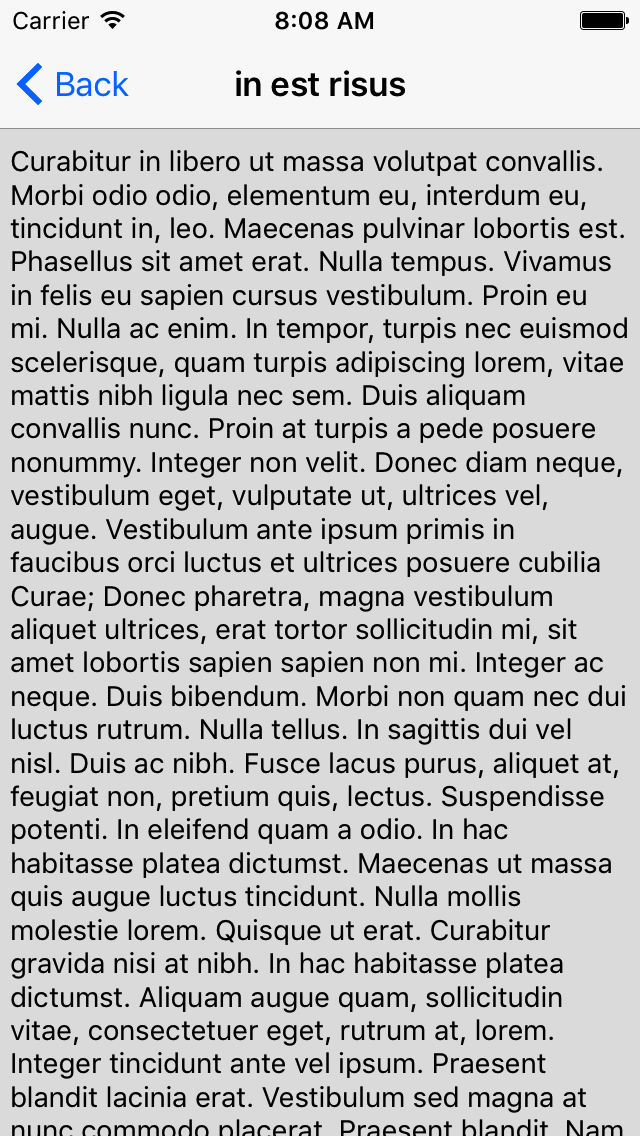 Carrier 8:08 AM
Back in est risus
Curabitur in libero ut massa volutpat convallis.
Morbi odio odio, elementum eu, interdum eu,
tincidunt in, leo. Maecenas pulvinar lobortis est.
Phasellus sit amet erat. Nulla tempus. Vivamus
in felis eu sapien cursus vestibulum. Proin eu
mi. Nulla ac enim. In tempor, turpis nec euismod
scelerisque, quam turpis adipiscing lorem, vitae
mattis nibh ligula nec sem. Duis aliquam
convallis nunc. Proin at turpis a pede posuere
nonummy. Integer non velit. Donec diam neque,
vestibulum eget, vulputate ut, ultrices vel,
augue. Vestibulum ante ipsum primis in
faucibus orci luctus et ultrices posuere cubilia
Curae; Donec pharetra, magna vestibulum
aliquet ultrices, erat tortor sollicitudin mi, sit
amet lobortis sapien sapien non mi. Integer ac
neque. Duis bibendum. Morbi non quam nec dui
luctus rutrum. Nulla tellus. In sagittis dui vel
nisl. Duis ac nibh. Fusce lacus purus, aliquet at,
feugiat non, pretium quis, lectus. Suspendisse
potenti. In eleifend quam a odio. In hac
habitasse platea dictumst. Maecenas ut massa
quis augue luctus tincidunt. Nulla mollis
molestie lorem. Quisque ut erat. Curabitur
gravida nisi at nibh. In hac habitasse platea
dictumst. Aliquam augue quam, sollicitudin
vitae, consectetuer eget, rutrum at, lorem.
Integer tincidunt ante vel ipsum. Praesent
blandit lacinia erat. Vestibulum sed magna at
nunc commodo placerat. Praesent blandit. Nam